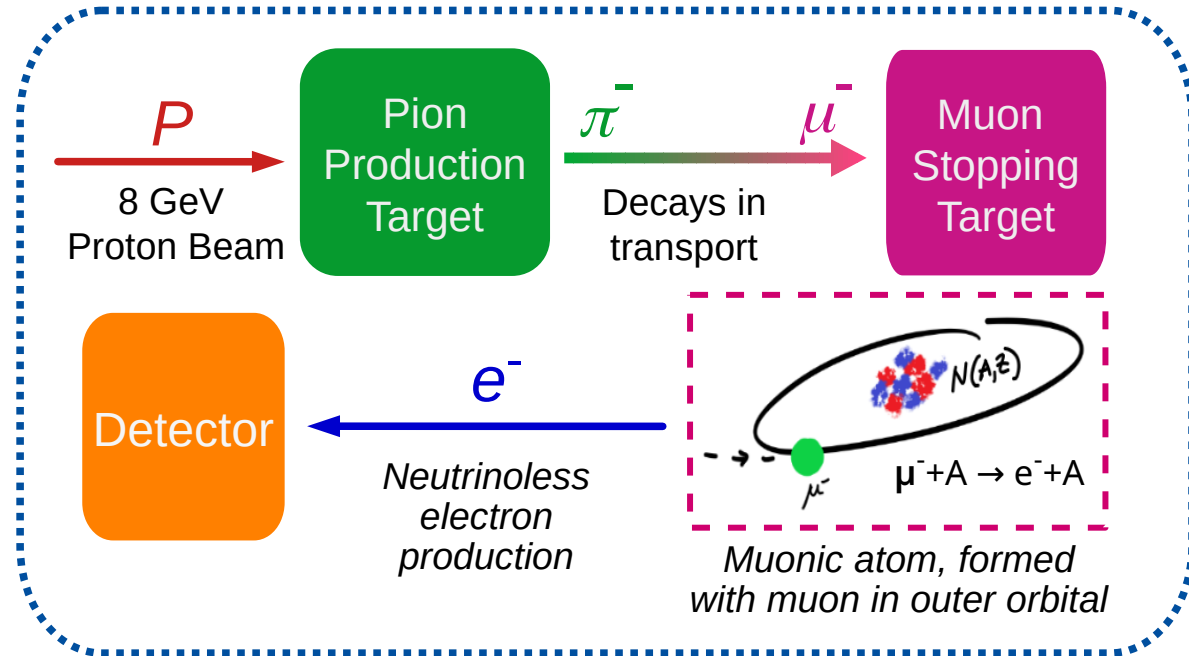 P
8 GeV
Proton Beam
Pion
Production
Target
π⁻
μ⁻
Decays in
transport
Muon
Stopping
Target
Detector
e⁻
Neutrinoless
electron
production
N(A,Z)
μ⁻
μ⁻+A → e⁻+A
Muonic atom, formed
with muon in outer orbital